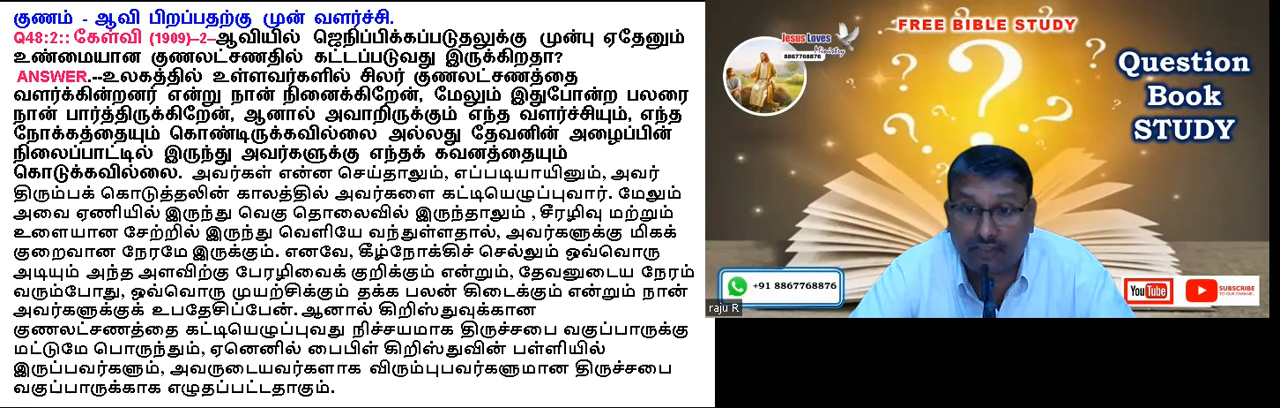 குணம் - ஆவி பிறப்பதற்கு முன் வளர்ச்சி.
Q48:2:: கேள்வி (1909)–2–ஆவியில் ஜெநிப்பிக்கப்படுதலுக்கு முன்பு ஏதேனும்
உண்மையான குணலட்சணதில் கட்டப்படுவது இருக்கிறதா?
ANSWER.--உலகத்தில் உள்ளவர்களில் சிலர் குணலட்சணத்தை
வளர்க்கின்றனர் என்று நான் நினைக்கிறேன், மேலும் இதுபோன்ற பலரை
நான் பார்த்திருக்கிறேன், ஆனால் அவாறிருக்கும் எந்த வளர்ச்சியும், எந்த
நோக்கத்தையும் கொண்டிருக்கவில்லை அல்லது தேவனின் அழைப்பின்
நிலைப்பாட்டில் இருந்து அவர்களுக்கு எந்தக் கவனத்தையும்
கொடுக்கவில்லை. அவர்கள் என்ன செய்தாலும், எப்படியாயினும், அவர்
திரும்பக் கொடுத்தலின் காலத்தில் அவர்களை கட்டியெழுப்புவார். மேலும்
அவை ஏணியில் இருந்து வெகு தொலைவில் இருந்தாலும் , சீரழிவு மற்றும்
உளையான சேற்றில் இருந்து வெளியே வந்துள்ளதால், அவர்களுக்கு மிகக்
குறைவான நேரமே இருக்கும். எனவே, கீழ்நோக்கிச் செல்லும் ஒவ்வொரு
அடியும் அந்த அளவிற்கு பேரழிவைக் குறிக்கும் என்றும், தேவனுடைய நேரம்
வரும்போது, ஒவ்வொரு முயற்சிக்கும் தக்க பலன் கிடைக்கும் என்றும் நான்
அவர்களுக்குக் உபதேசிப்பேன். ஆனால் கிறிஸ்துவுக்கான
குணலட்சணத்தை கட்டியெழுப்புவது நிச்சயமாக திருச்சபை வகுப்பாருக்கு
மட்டுமே பொருந்தும், ஏனெனில் பைபிள் கிறிஸ்துவின் பள்ளியில்
இருப்பவர்களும், அவருடையவர்களாக விரும்புபவர்களுமான திருச்சபை
வகுப்பாருக்காக எழுதப்பட்டதாகும்.
FREE BIBLE STUDY
Jesus Loves
Ministry
8867768876
Question
Book
STUDY
+91 8867768876
YouTube
SUBSCRIBE
TO OUR CHANNEL
raju R